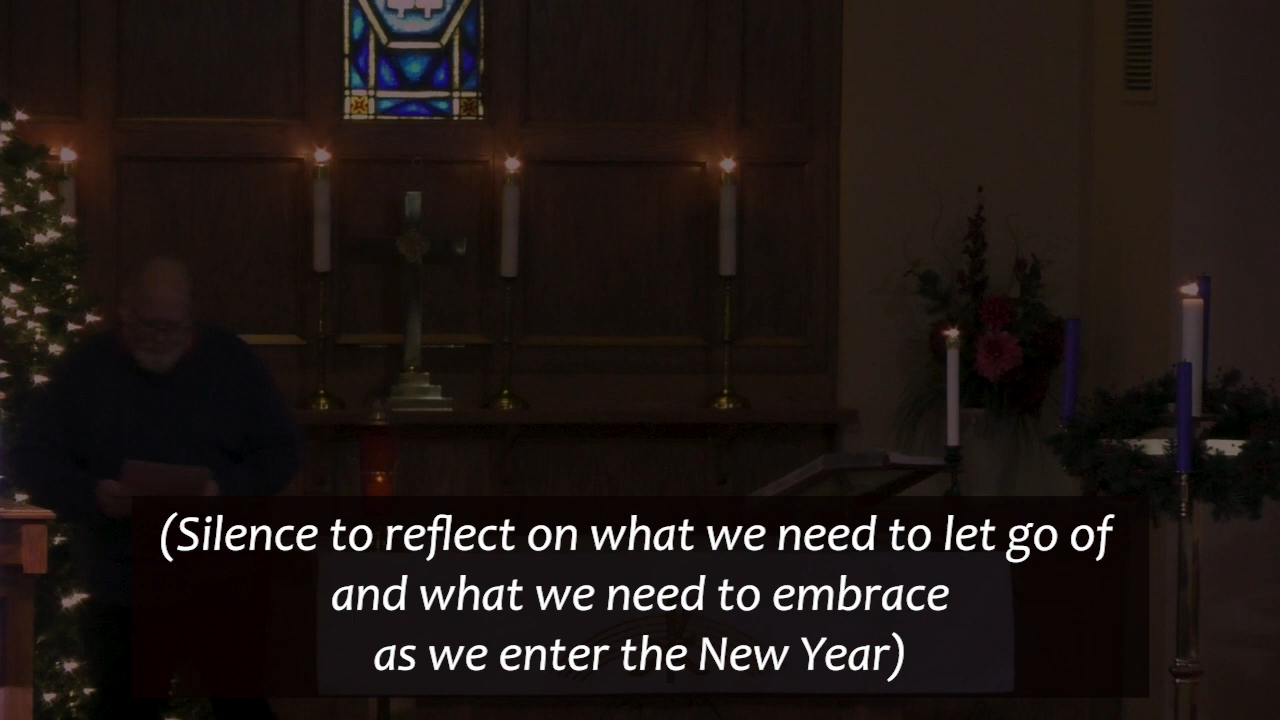 (Silence to reflect on what we need to let go of
and what we need to embrace
as we enter the New Year)